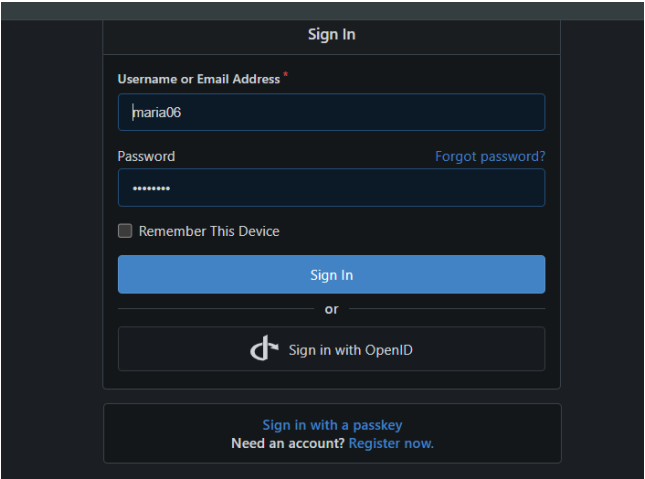 Sign In
Username or Email Address *
maria06
Password Forgot password?
••••••••
Remember This Device
Sign In
or
Sign in with OpenID
Sign in with a passkey
Need an account? Register now.